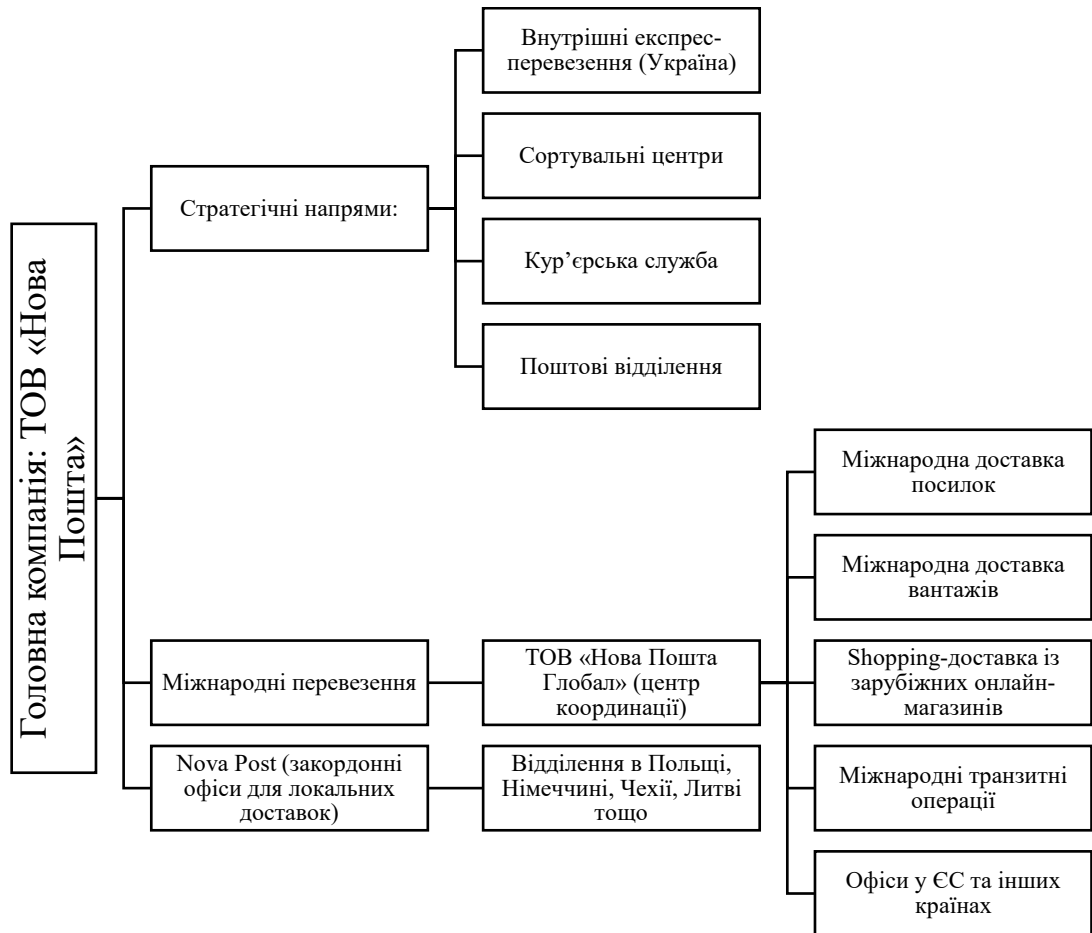 Головна компанія: ТОВ «Нова
Пошта»
Стратегічні напрями:
Внутрішні експрес-
перевезення (Україна)
Сортувальні центри
Кур’єрська служба
Поштові відділення
Міжнародні перевезення
ТОВ «Нова Пошта
Глобал» (центр
координації)
Міжнародна доставка
посилок
Міжнародна доставка
вантажів
Shopping-доставка із
зарубіжних онлайн-
магазинів
Міжнародні транзитні
операції
Офіси у ЄС та інших
країнах
Nova Post (закордонні
офіси для локальних
доставок)
Відділення в Польщі,
Німеччині, Чехії, Литві
тощо